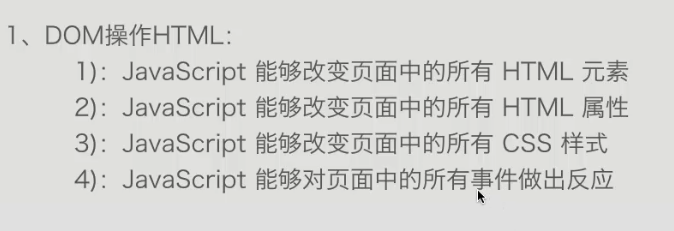 1、DOM操作HTML：
1)：JavaScript 能够改变页面中的所有 HTML 元素
2)：JavaScript 能够改变页面中的所有 HTML 属性
3)：JavaScript 能够改变页面中的所有 CSS 样式
4)：JavaScript 能够对页面中的所有事件做出反应